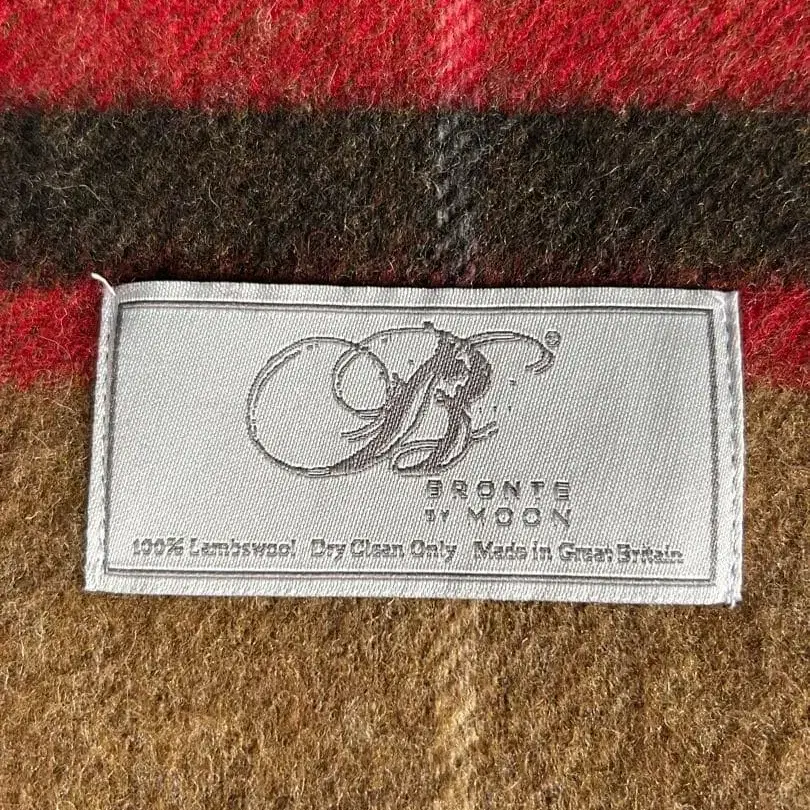 B®
BRONTE
BY MOON
100% Lambswool Dry Clean Only Made in Great Britain